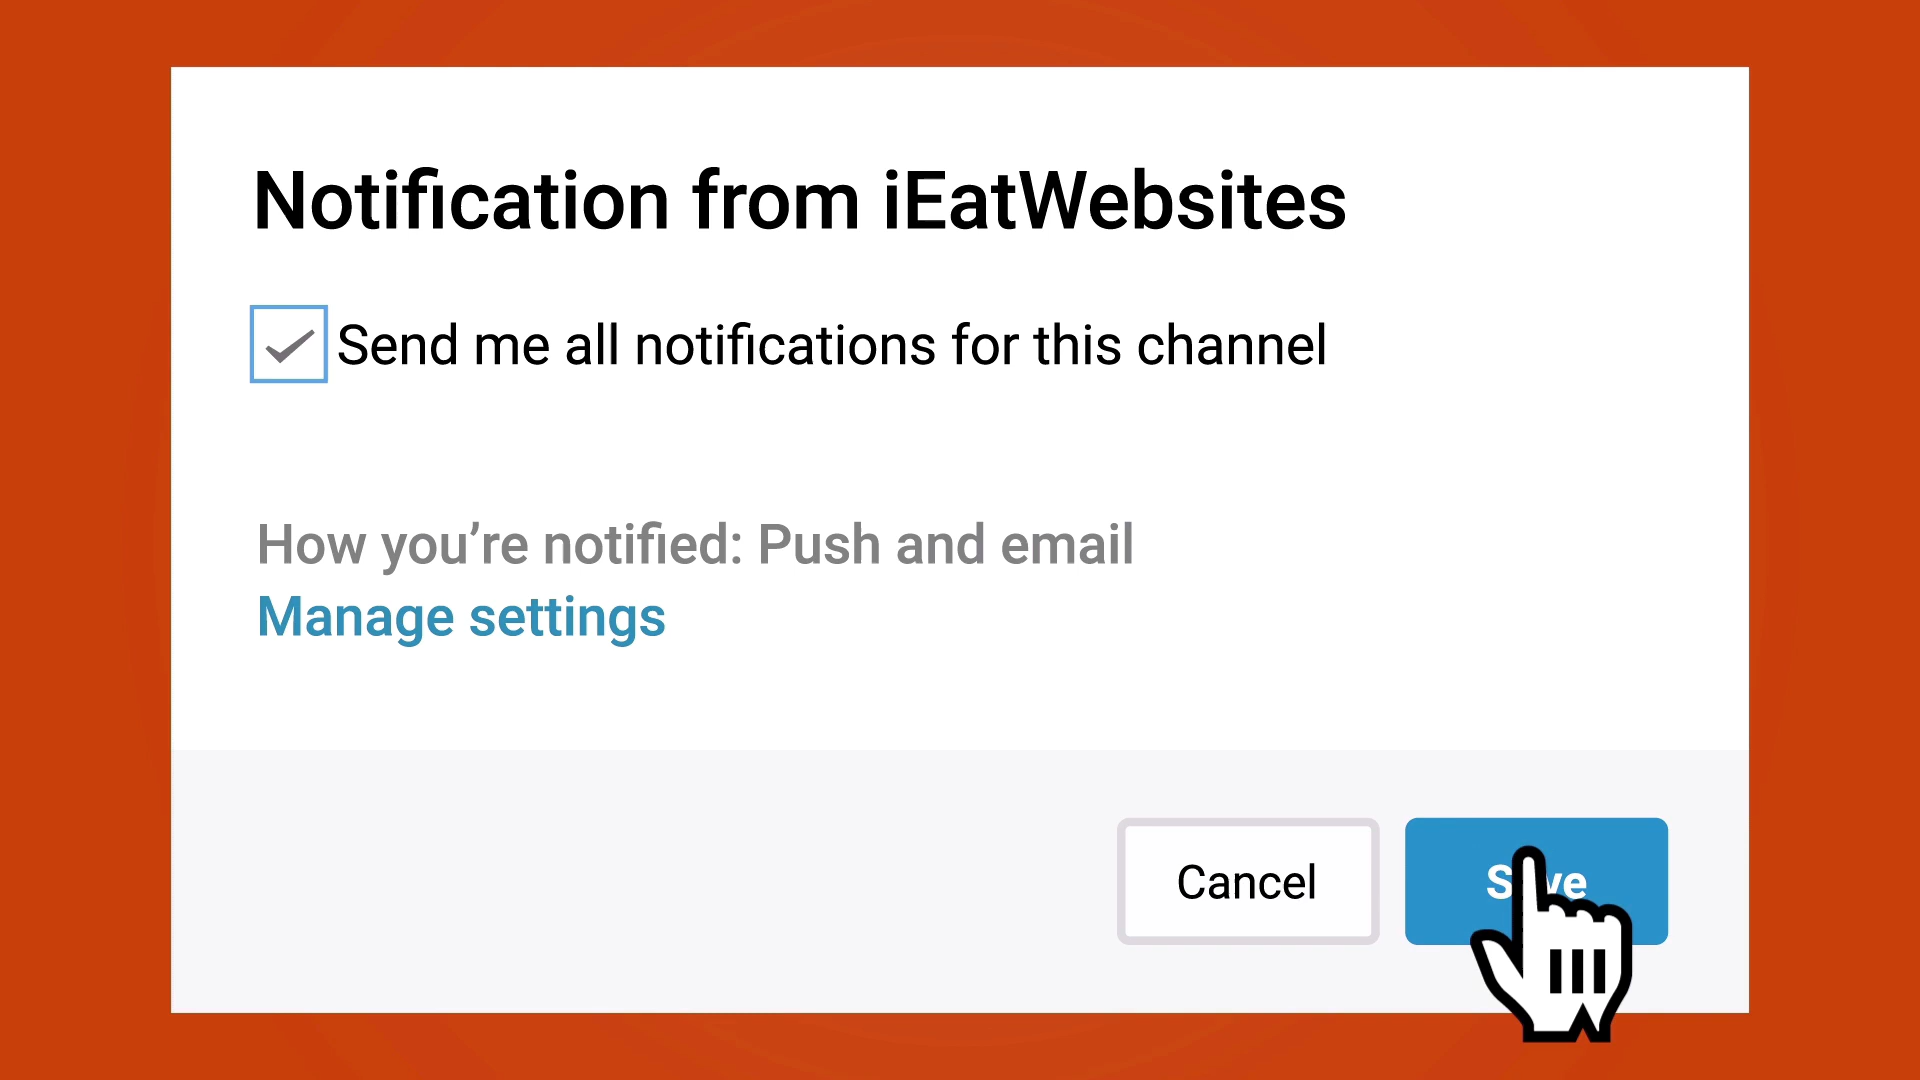 Notification from iEatWebsites
Send me all notifications for this channel
How you’re notified: Push and email
Manage settings
Cancel
Save